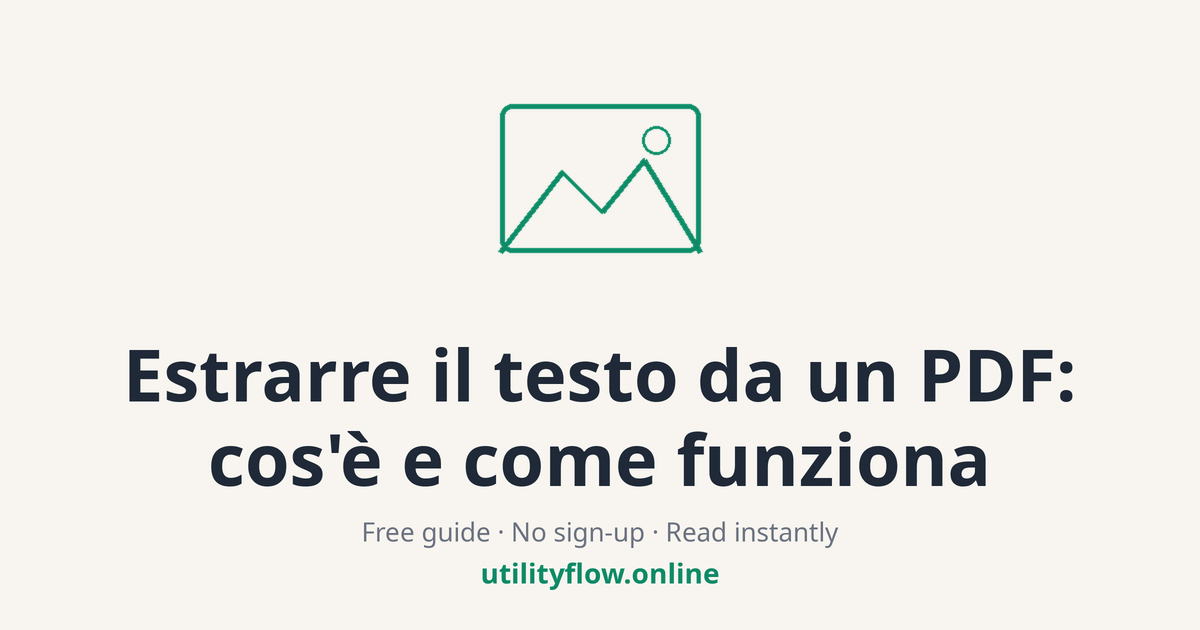 Estrarre il testo da un PDF:
cos'è e come funziona
Free guide · No sign-up · Read instantly
utilityflow.online